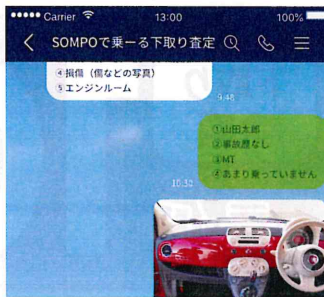 Carrier 13:00 100%
SOMPOで乗ーる下取り査定
④損傷（傷などの写真）
⑤エンジンルーム
9:48
①山田太郎
②事故歴なし
③MT
④あまり乗っていません
10:30